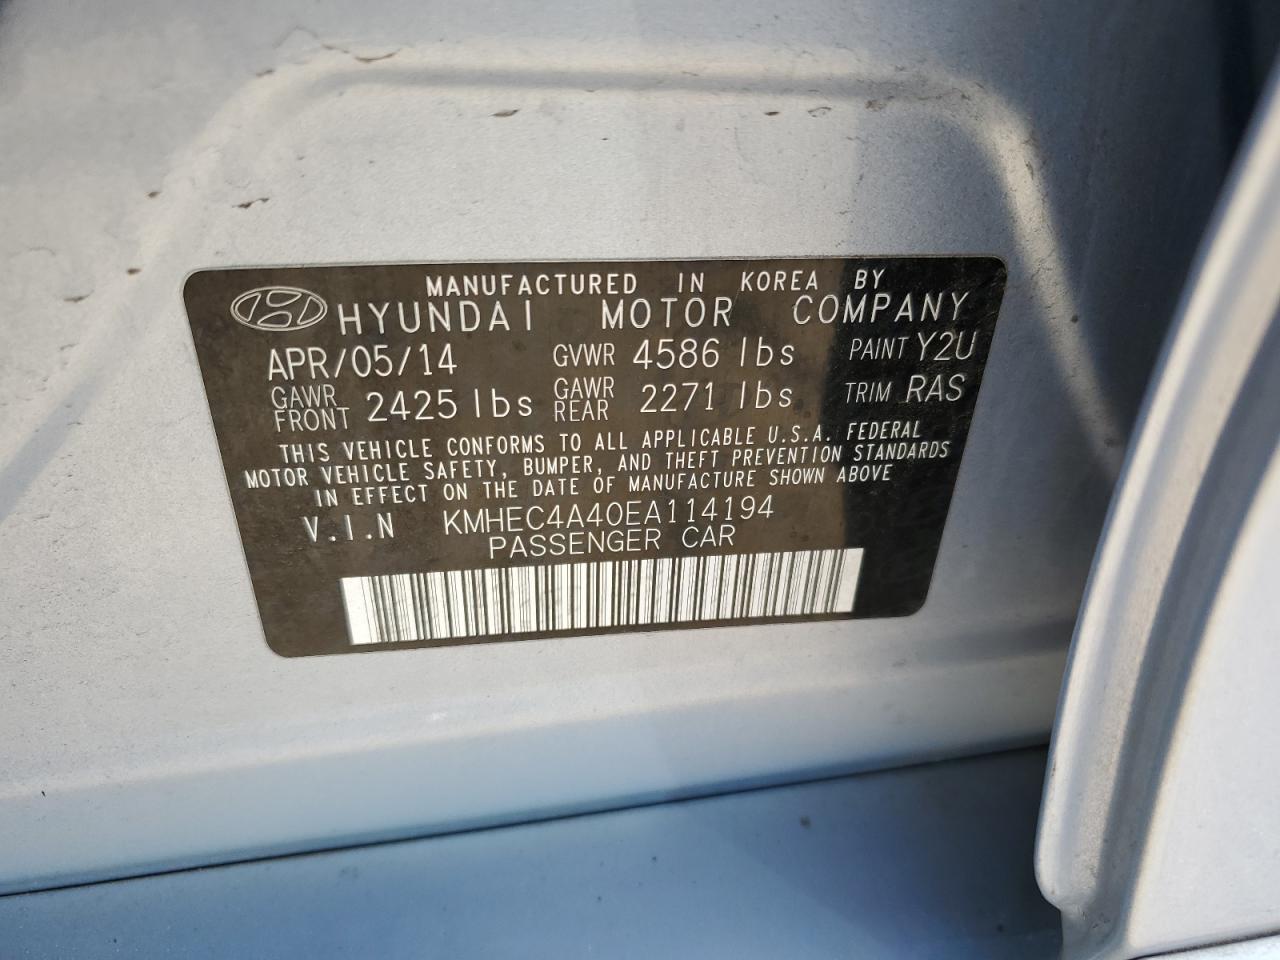 MANUFACTURED IN KOREA BY
HYUNDAI MOTOR COMPANY
APR/05/14 GVWR 4586 lbs PAINT Y2U
GAWR FRONT 2425 lbs GAWR REAR 2271 lbs TRIM RAS
THIS VEHICLE CONFORMS TO ALL APPLICABLE U.S.A. FEDERAL
MOTOR VEHICLE SAFETY, BUMPER, AND THEFT PREVENTION STANDARDS
IN EFFECT ON THE DATE OF MANUFACTURE SHOWN ABOVE
V.I.N KMHEC4A40EA114194
PASSENGER CAR